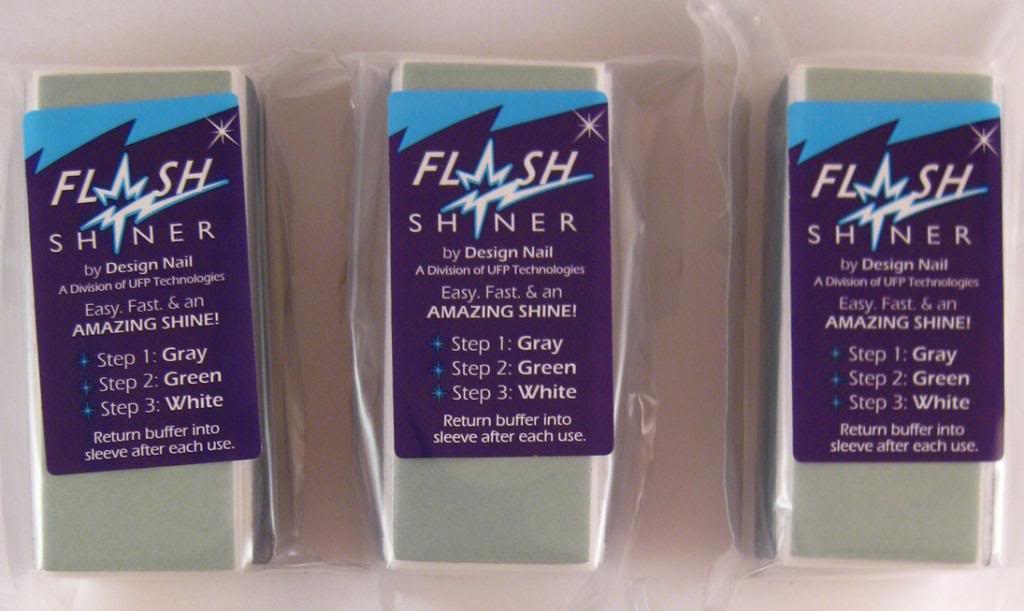 FLASH
SHINER
by Design Nail
A Division of UFP Technologies
Easy. Fast. & an
AMAZING SHINE!
Step 1: Gray
Step 2: Green
Step 3: White
Return buffer into
sleeve after each use.
FLASH
SHINER
by Design Nail
A Division of UFP Technologies
Easy. Fast. & an
AMAZING SHINE!
Step 1: Gray
Step 2: Green
Step 3: White
Return buffer into
sleeve after each use.
FLASH
SHINER
by Design Nail
A Division of UFP Technologies
Easy. Fast. & an
AMAZING SHINE!
Step 1: Gray
Step 2: Green
Step 3: White
Return buffer into
sleeve after each use.